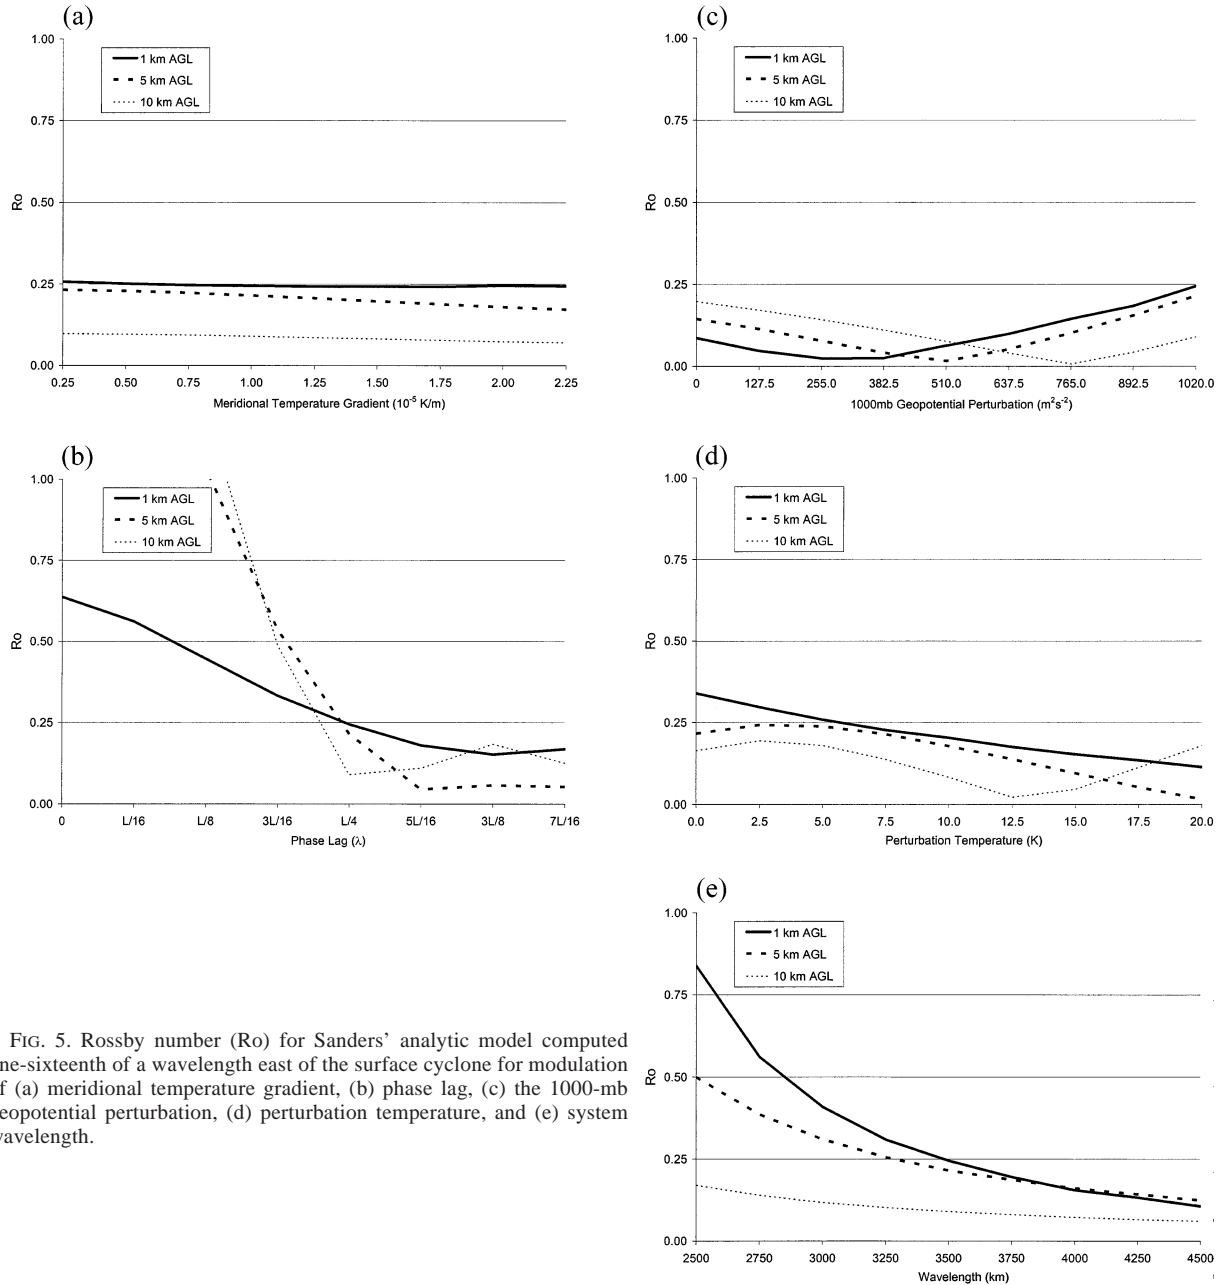 (a)
1.00
0.75
0.50
0.25
0.00
Ro
1 km AGL
5 km AGL
10 km AGL
0.25 0.50 0.75 1.00 1.25 1.50 1.75 2.00 2.25
Meridional Temperature Gradient (10⁻⁵ K/m)
(b)
1.00
0.75
0.50
0.25
0.00
Ro
1 km AGL
5 km AGL
10 km AGL
0 L/16 L/8 3L/16 L/4 5L/16 3L/8 7L/16
Phase Lag (λ)
(c)
1.00
0.75
0.50
0.25
0.00
Ro
1 km AGL
5 km AGL
10 km AGL
0 127.5 255.0 382.5 510.0 637.5 765.0 892.5 1020.0
1000mb Geopotential Perturbation (m²s⁻²)
(d)
1.00
0.75
0.50
0.25
0.00
Ro
1 km AGL
5 km AGL
10 km AGL
0.0 2.5 5.0 7.5 10.0 12.5 15.0 17.5 20.0
Perturbation Temperature (K)
(e)
1.00
0.75
0.50
0.25
0.00
Ro
1 km AGL
5 km AGL
10 km AGL
2500 2750 3000 3250 3500 3750 4000 4250 4500
Wavelength (km)
FIG. 5. Rossby number (Ro) for Sanders' analytic model computed
ne-sixteenth of a wavelength east of the surface cyclone for modulation
f (a) meridional temperature gradient, (b) phase lag, (c) the 1000-mb
eopotential perturbation, (d) perturbation temperature, and (e) system
wavelength.